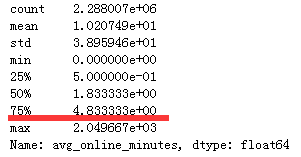 count    2.288007e+06
mean     1.020749e+01
std      3.895946e+01
min      0.000000e+00
25%      5.000000e-01
50%      1.833333e+00
75%      4.833333e+00
max      2.049667e+03
Name: avg_online_minutes, dtype: float64